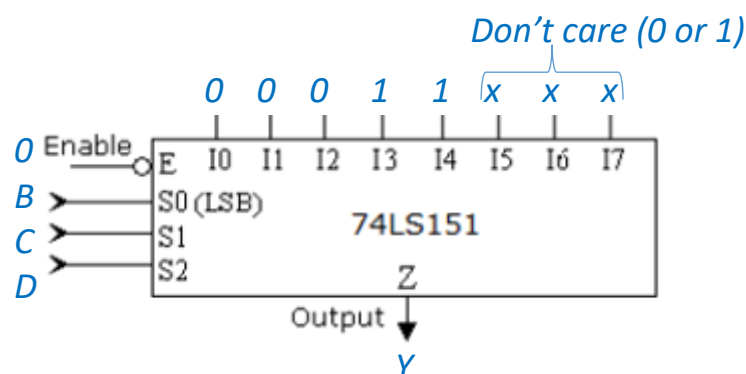 Don't care (0 or 1)
0 0 0 1 1 x x x
0 Enable E I0 I1 I2 I3 I4 I5 I6 I7
B S0 (LSB)
74LS151
C S1
D S2
Z
Output
Y